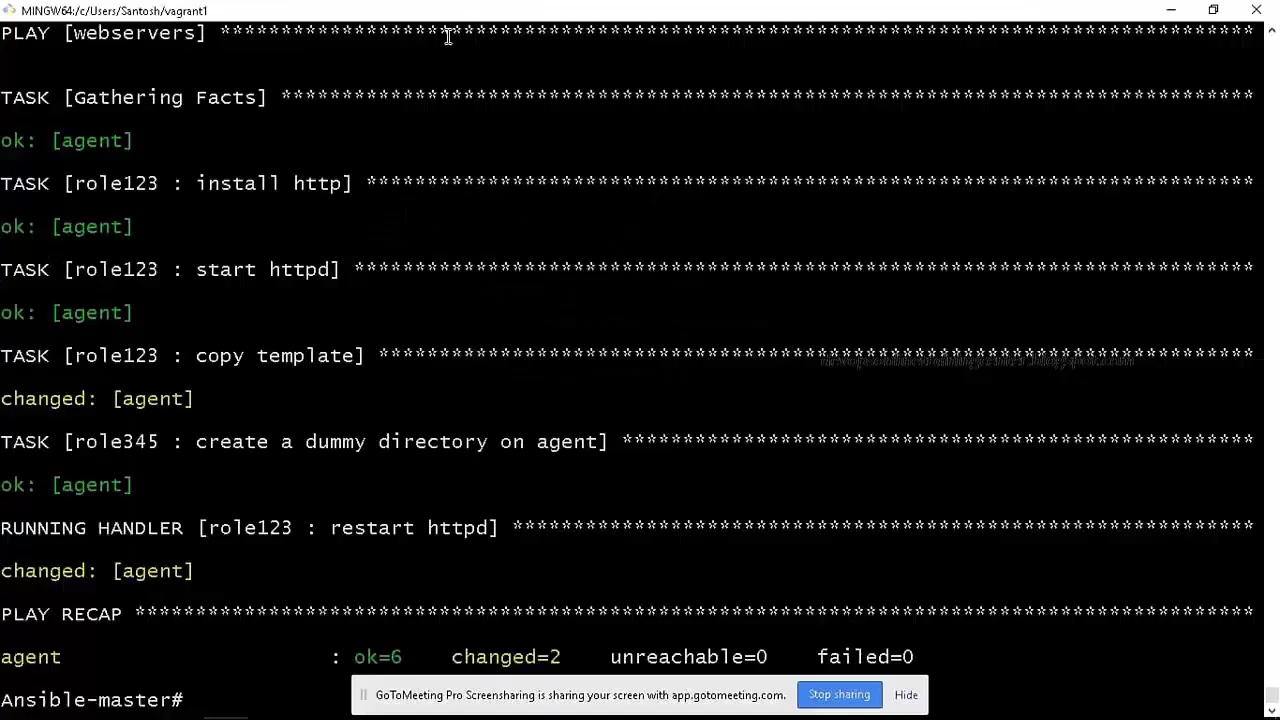 MINGW64:/c/Users/Santosh/vagrant1
PLAY [webservers] *************************************************************************************
TASK [Gathering Facts] ********************************************************************************
ok: [agent]
TASK [role123 : install http] *************************************************************************
ok: [agent]
TASK [role123 : start httpd] **************************************************************************
ok: [agent]
TASK [role123 : copy template] ************************************************************************
changed: [agent]
TASK [role345 : create a dummy directory on agent] ****************************************************
ok: [agent]
RUNNING HANDLER [role123 : restart httpd] *************************************************************
changed: [agent]
PLAY RECAP ********************************************************************************************
agent : ok=6 changed=2 unreachable=0 failed=0
Ansible-master#
GoToMeeting Pro Screensharing is sharing your screen with app.gotomeeting.com. Stop sharing Hide